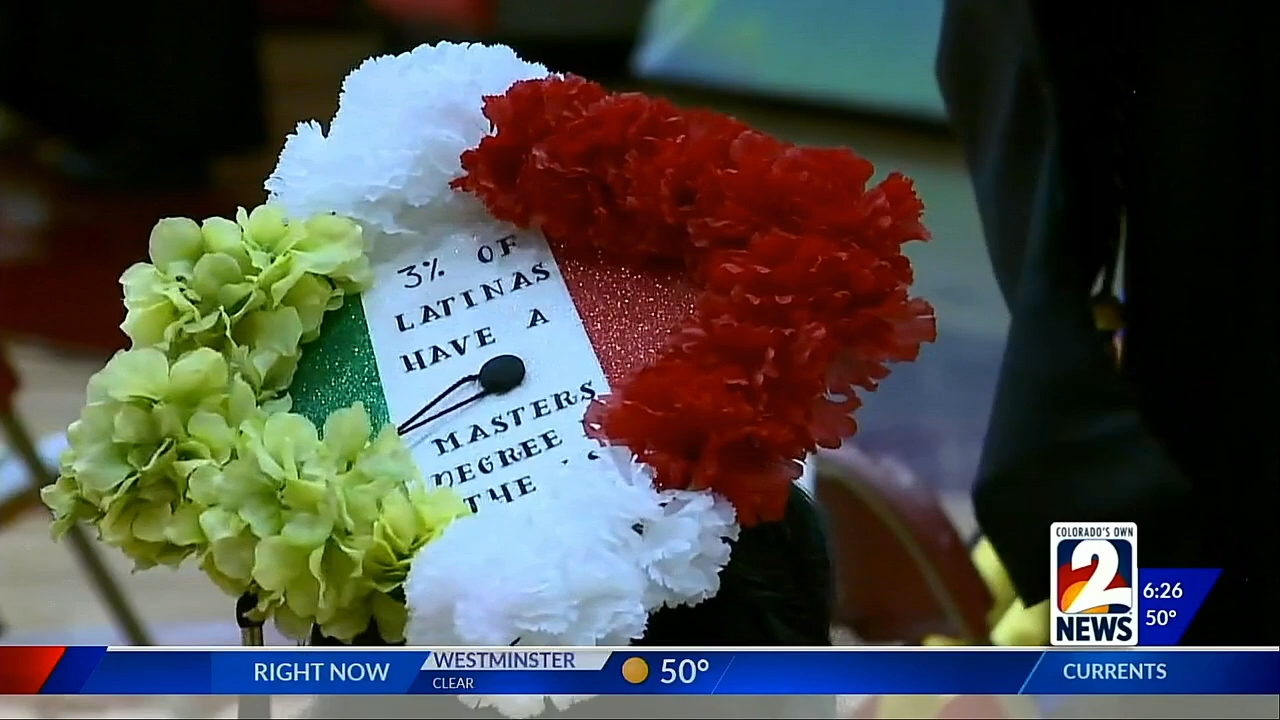 3% OF
LATINAS
HAVE A
MASTERS
DEGREE
THE
COLORADO'S OWN
2
NEWS
6:26
50°
RIGHT NOW
WESTMINSTER
CLEAR
50°
CURRENTS